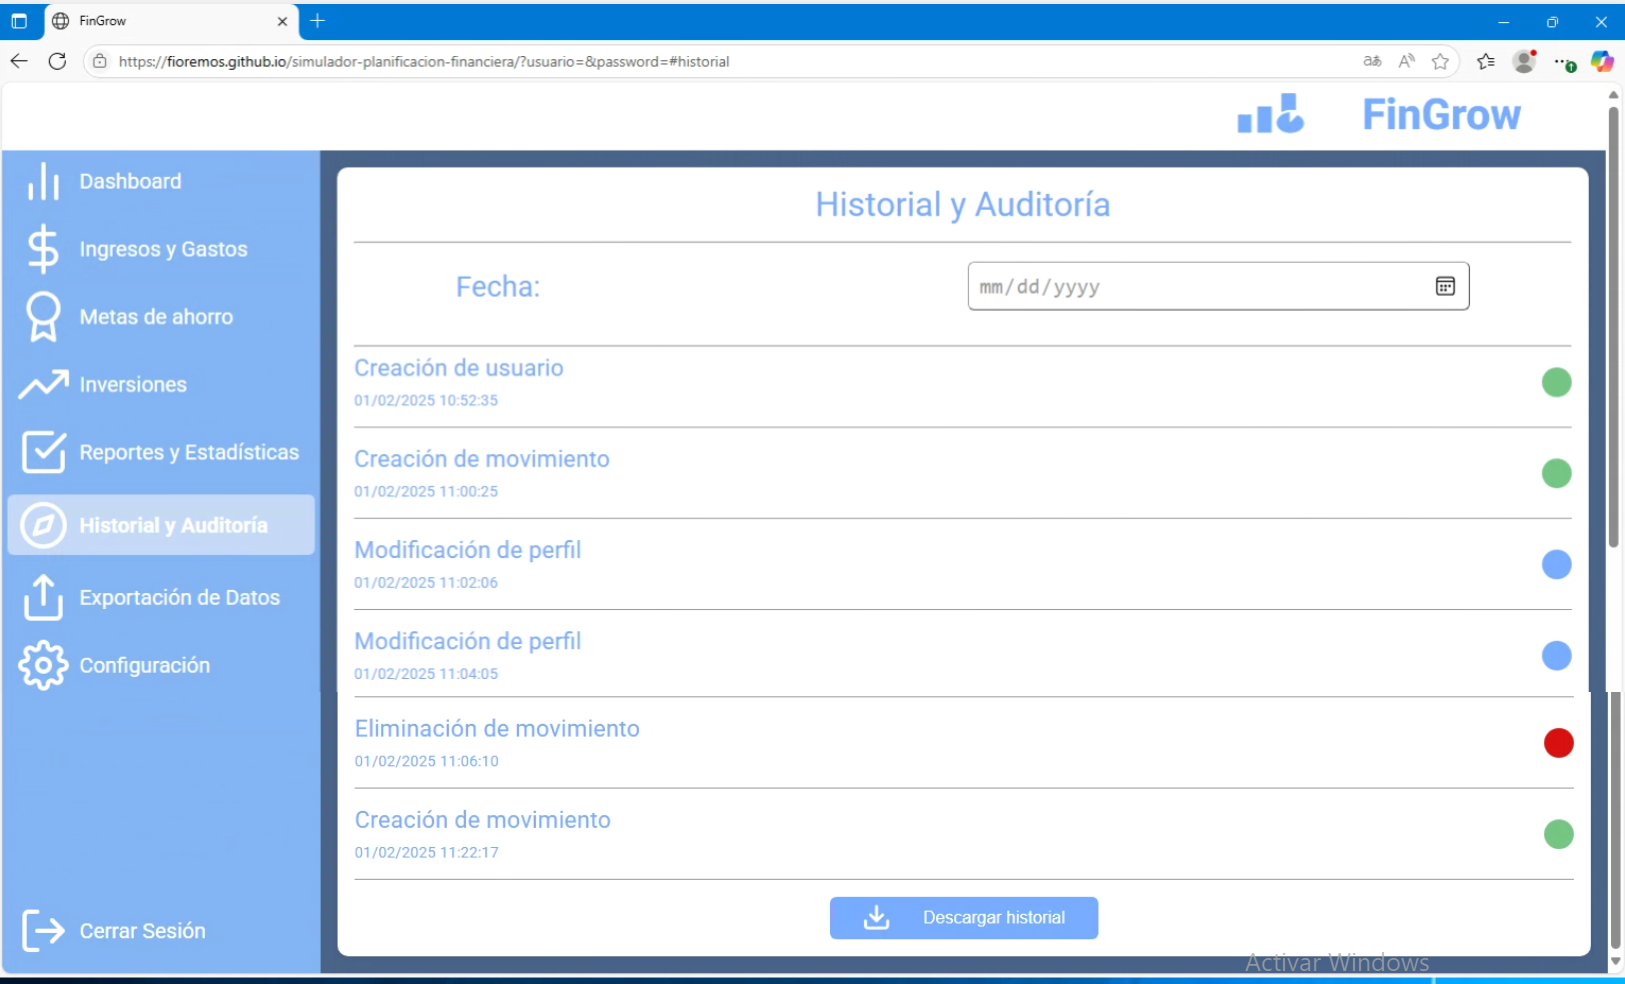 FinGrow
https://fioremos.github.io/simulador-planificacion-financiera/?usuario=&password=#historial
FinGrow
Dashboard
Ingresos y Gastos
Metas de ahorro
Inversiones
Reportes y Estadísticas
Historial y Auditoría
Exportación de Datos
Configuración
Cerrar Sesión
Historial y Auditoría
Fecha:
mm/dd/yyyy
Creación de usuario
01/02/2025 10:52:35
Creación de movimiento
01/02/2025 11:00:25
Modificación de perfil
01/02/2025 11:02:06
Modificación de perfil
01/02/2025 11:04:05
Eliminación de movimiento
01/02/2025 11:06:10
Creación de movimiento
01/02/2025 11:22:17
Descargar historial
Activar Windows